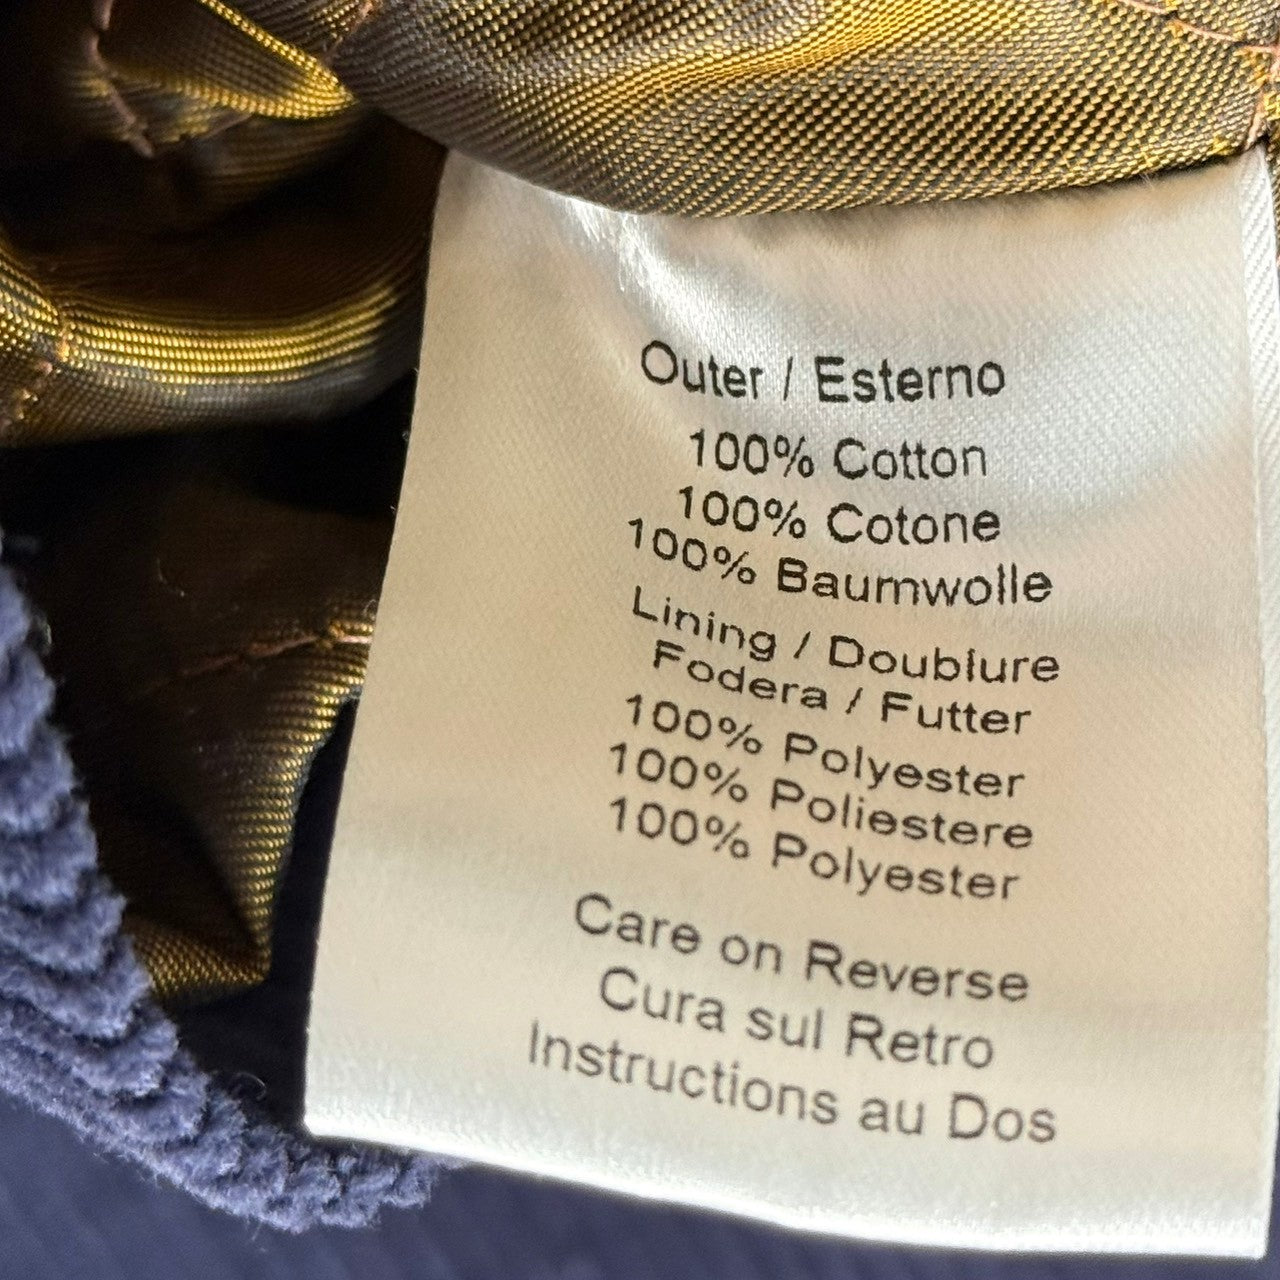 Outer / Esterno
100% Cotton
100% Cotone
100% Baumwolle
Lining / Doublure
Fodera / Futter
100% Polyester
100% Poliestere
100% Polyester
Care on Reverse
Cura sul Retro
Instructions au Dos